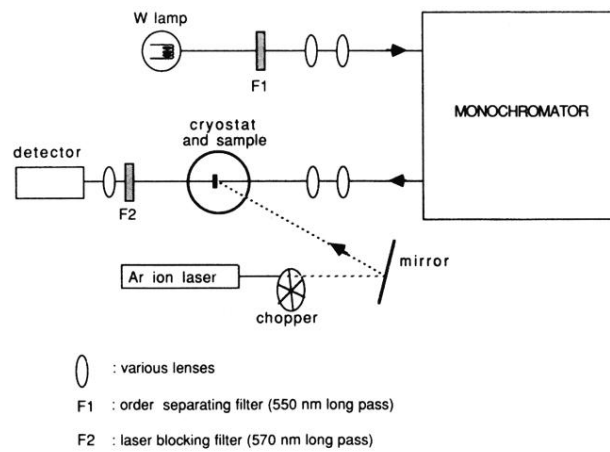 W lamp
F1
MONOCHROMATOR
cryostat
and sample
detector
F2
mirror
Ar ion laser
chopper
: various lenses
F1 : order separating filter (550 nm long pass)
F2 : laser blocking filter (570 nm long pass)